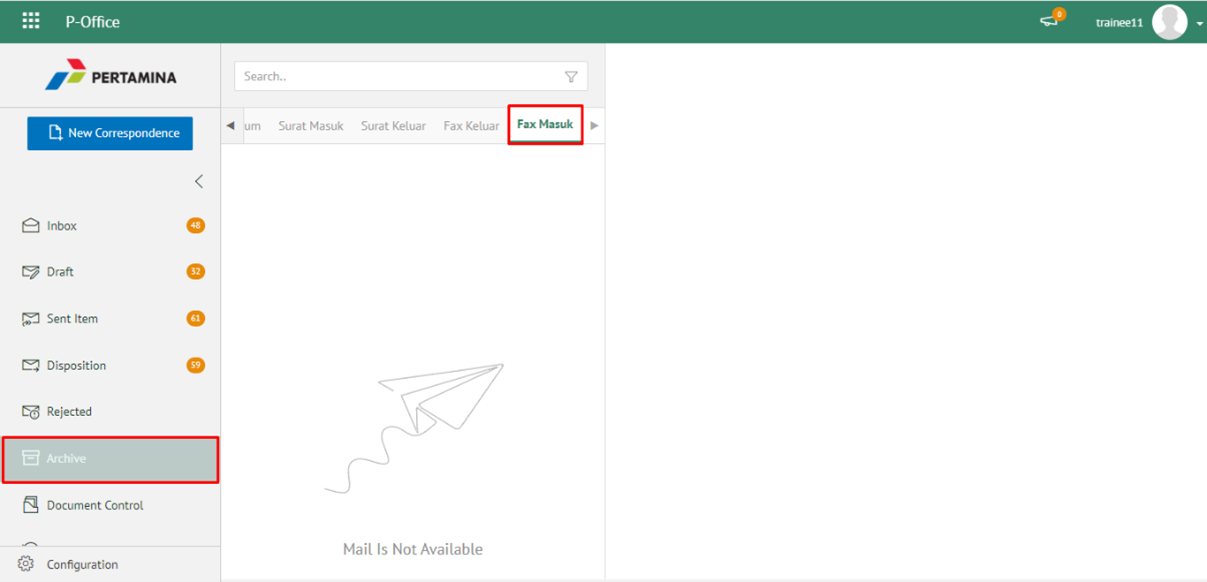 P-Office
0
trainee11
PERTAMINA
Search..
New Correspondence
um Surat Masuk Surat Keluar Fax Keluar Fax Masuk
Inbox 48
Draft 32
Sent Item 61
Disposition 59
Rejected
Archive
Document Control
Mail Is Not Available
Configuration